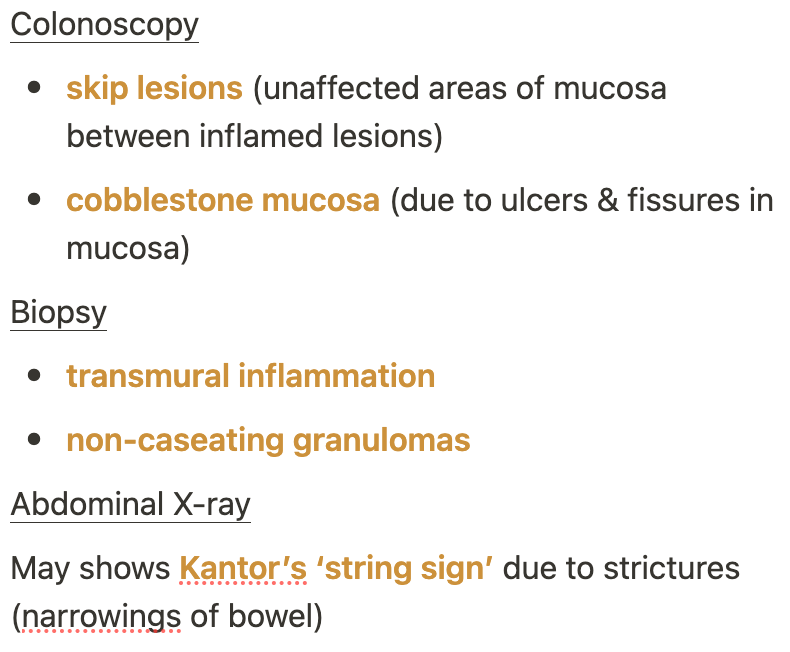 Colonoscopy
• skip lesions (unaffected areas of mucosa
between inflamed lesions)
• cobblestone mucosa (due to ulcers & fissures in
mucosa)
Biopsy
• transmural inflammation
• non-caseating granulomas
Abdominal X-ray
May shows Kantor’s ‘string sign’ due to strictures
(narrowings of bowel)